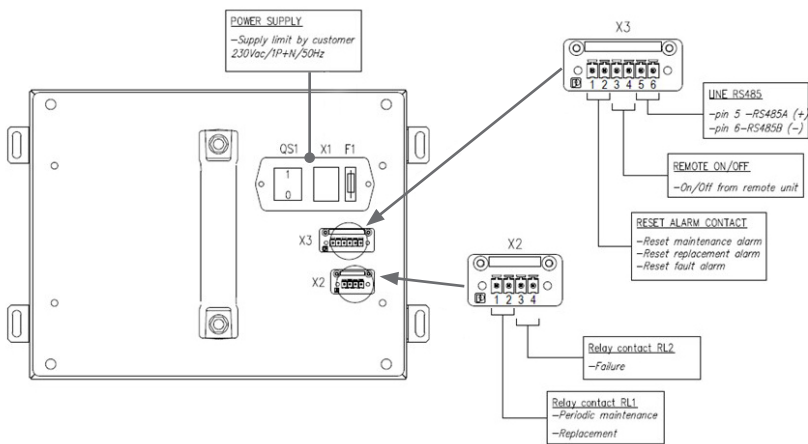 POWER SUPPLY
-Supply limit by customer
230Vac/1P+N/50Hz
QS1 X1 F1
1
0
X3
X2
X3
1 2 3 4 5 6
LINE RS485
-pin 5 -RS485A (+)
-pin 6-RS485B (-)
REMOTE ON/OFF
-On/Off from remote unit
RESET ALARM CONTACT
-Reset maintenance alarm
-Reset replacement alarm
-Reset fault alarm
X2
1 2 3 4
Relay contact RL2
-Failure
Relay contact RL1
-Periodic maintenance
-Replacement